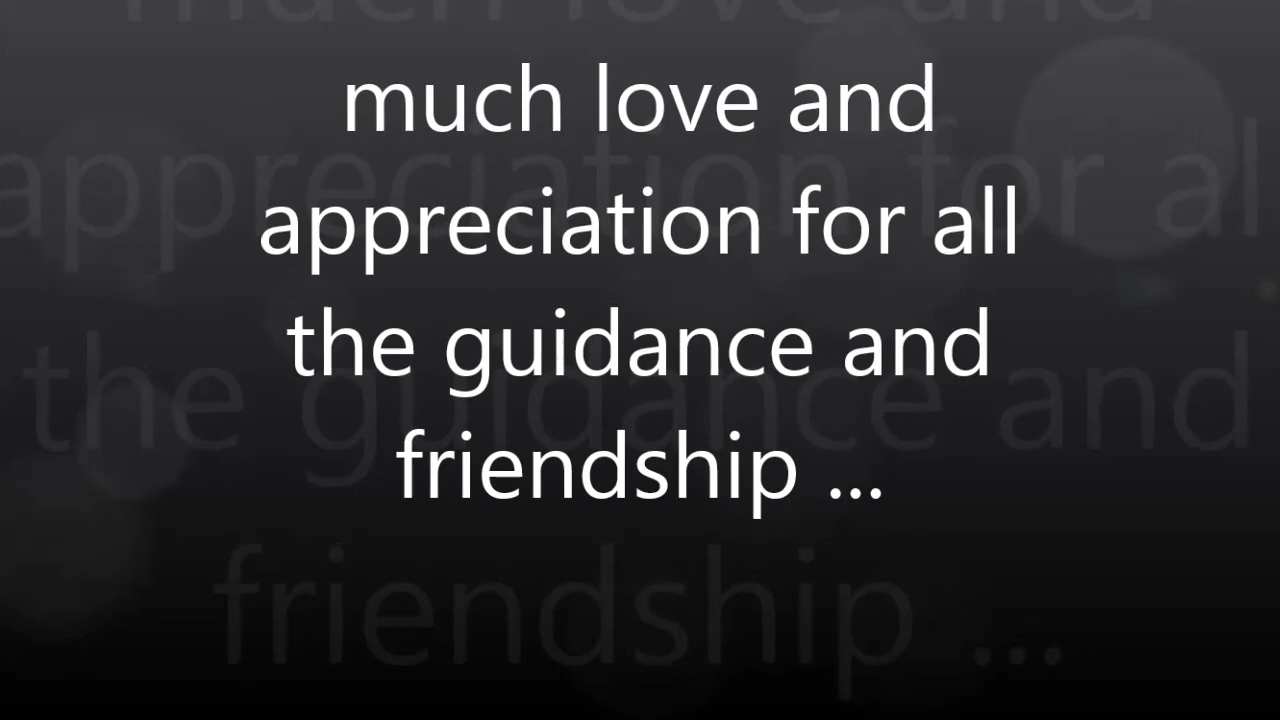 much love and
appreciation for all
the guidance and
friendship ...